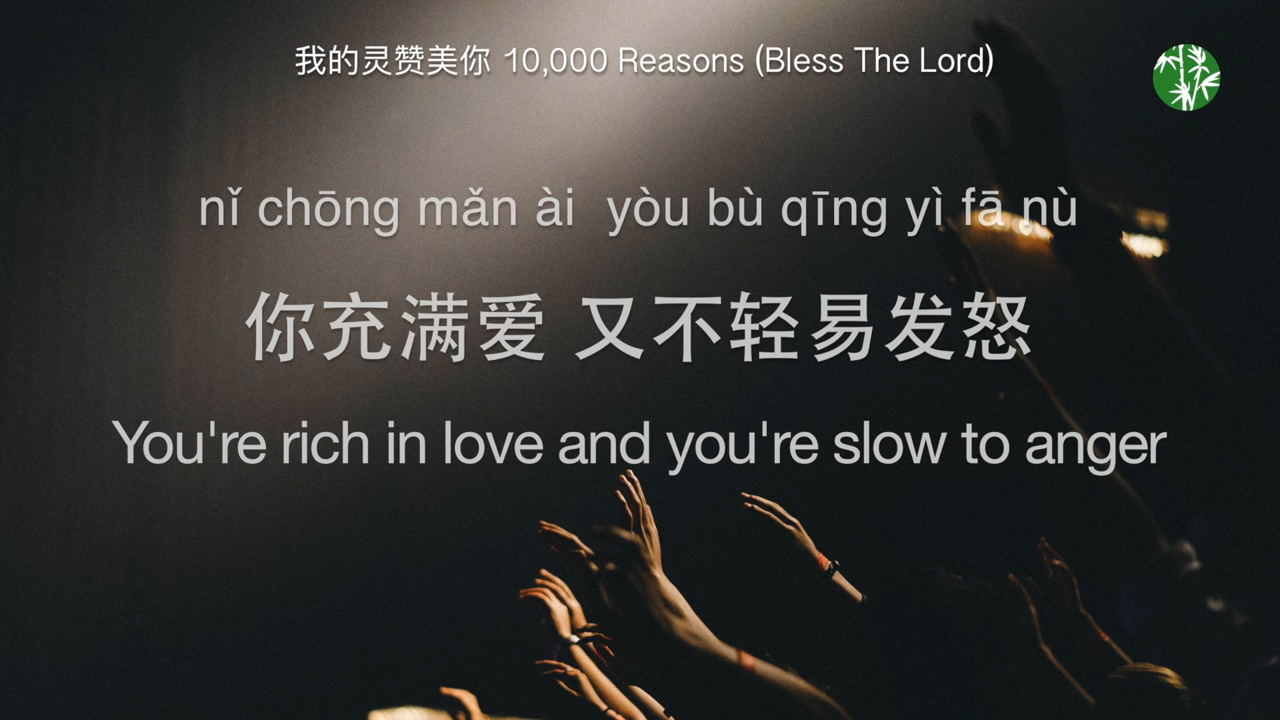 我的灵赞美你 10,000 Reasons (Bless The Lord)
nǐ chōng mǎn ài  yòu bù qīng yì fā nù
你充满爱 又不轻易发怒
You're rich in love and you're slow to anger